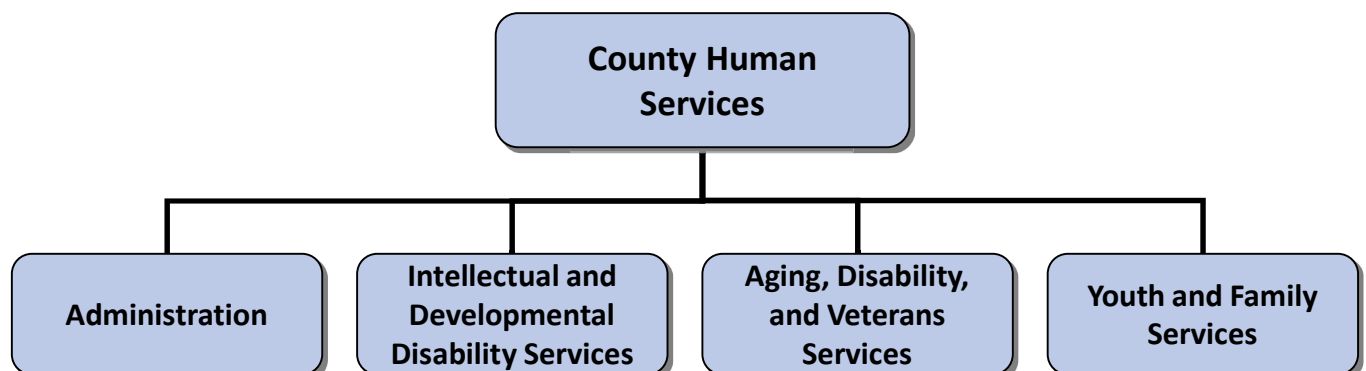 County Human
Services
Administration
Intellectual and
Developmental
Disability Services
Aging, Disability,
and Veterans
Services
Youth and Family
Services